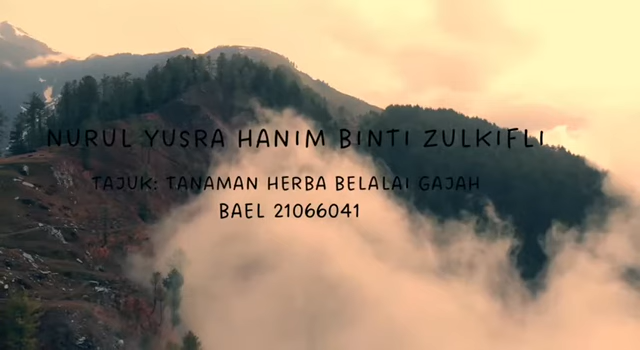 NURUL YUSRA HANIM BINTI ZULKIFLI
TAJUK: TANAMAN HERBA BELALAI GAJAH
BAEL 21066041